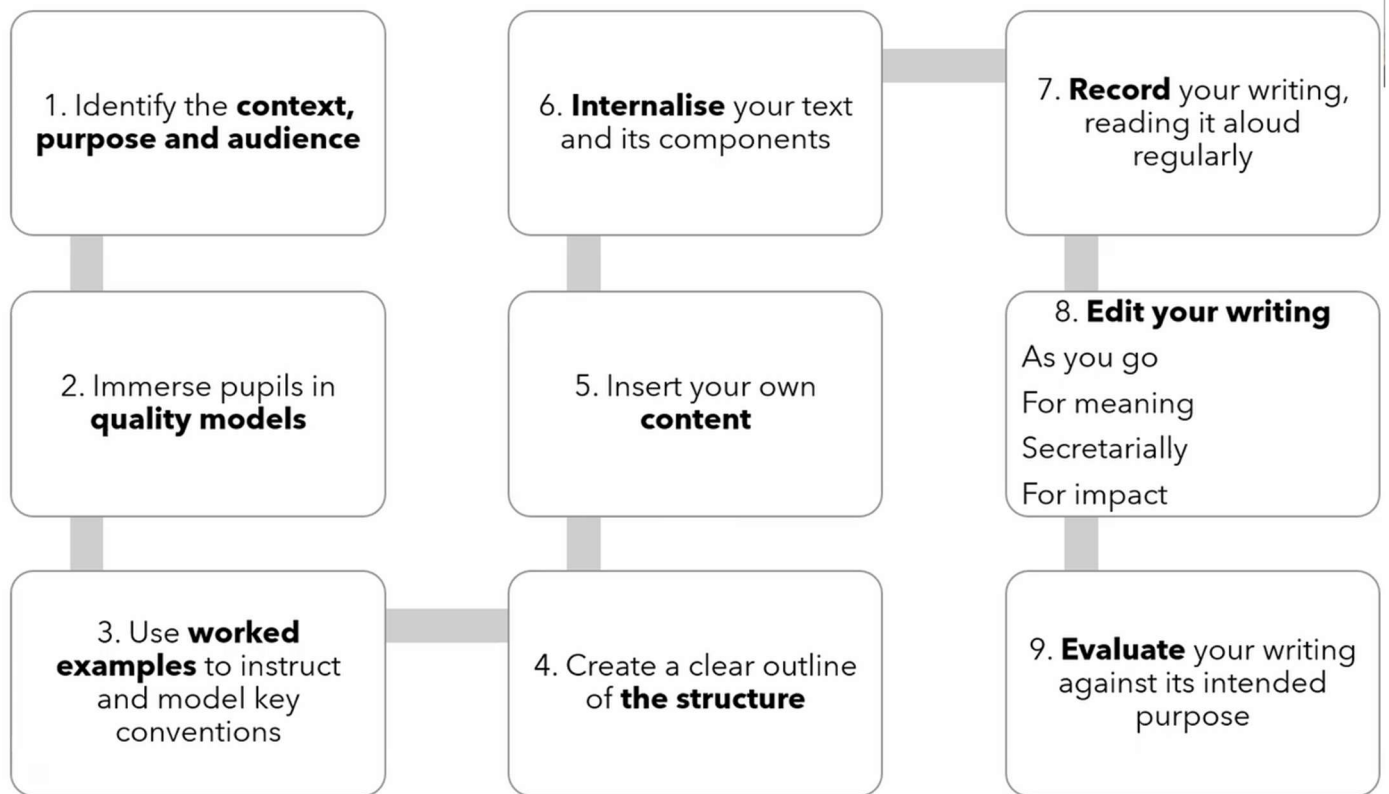 1. Identify the context,
purpose and audience
2. Immerse pupils in
quality models
3. Use worked
examples to instruct
and model key
conventions
4. Create a clear outline
of the structure
5. Insert your own
content
6. Internalise your text
and its components
7. Record your writing,
reading it aloud
regularly
8. Edit your writing
As you go
For meaning
Secretarially
For impact
9. Evaluate your writing
against its intended
purpose